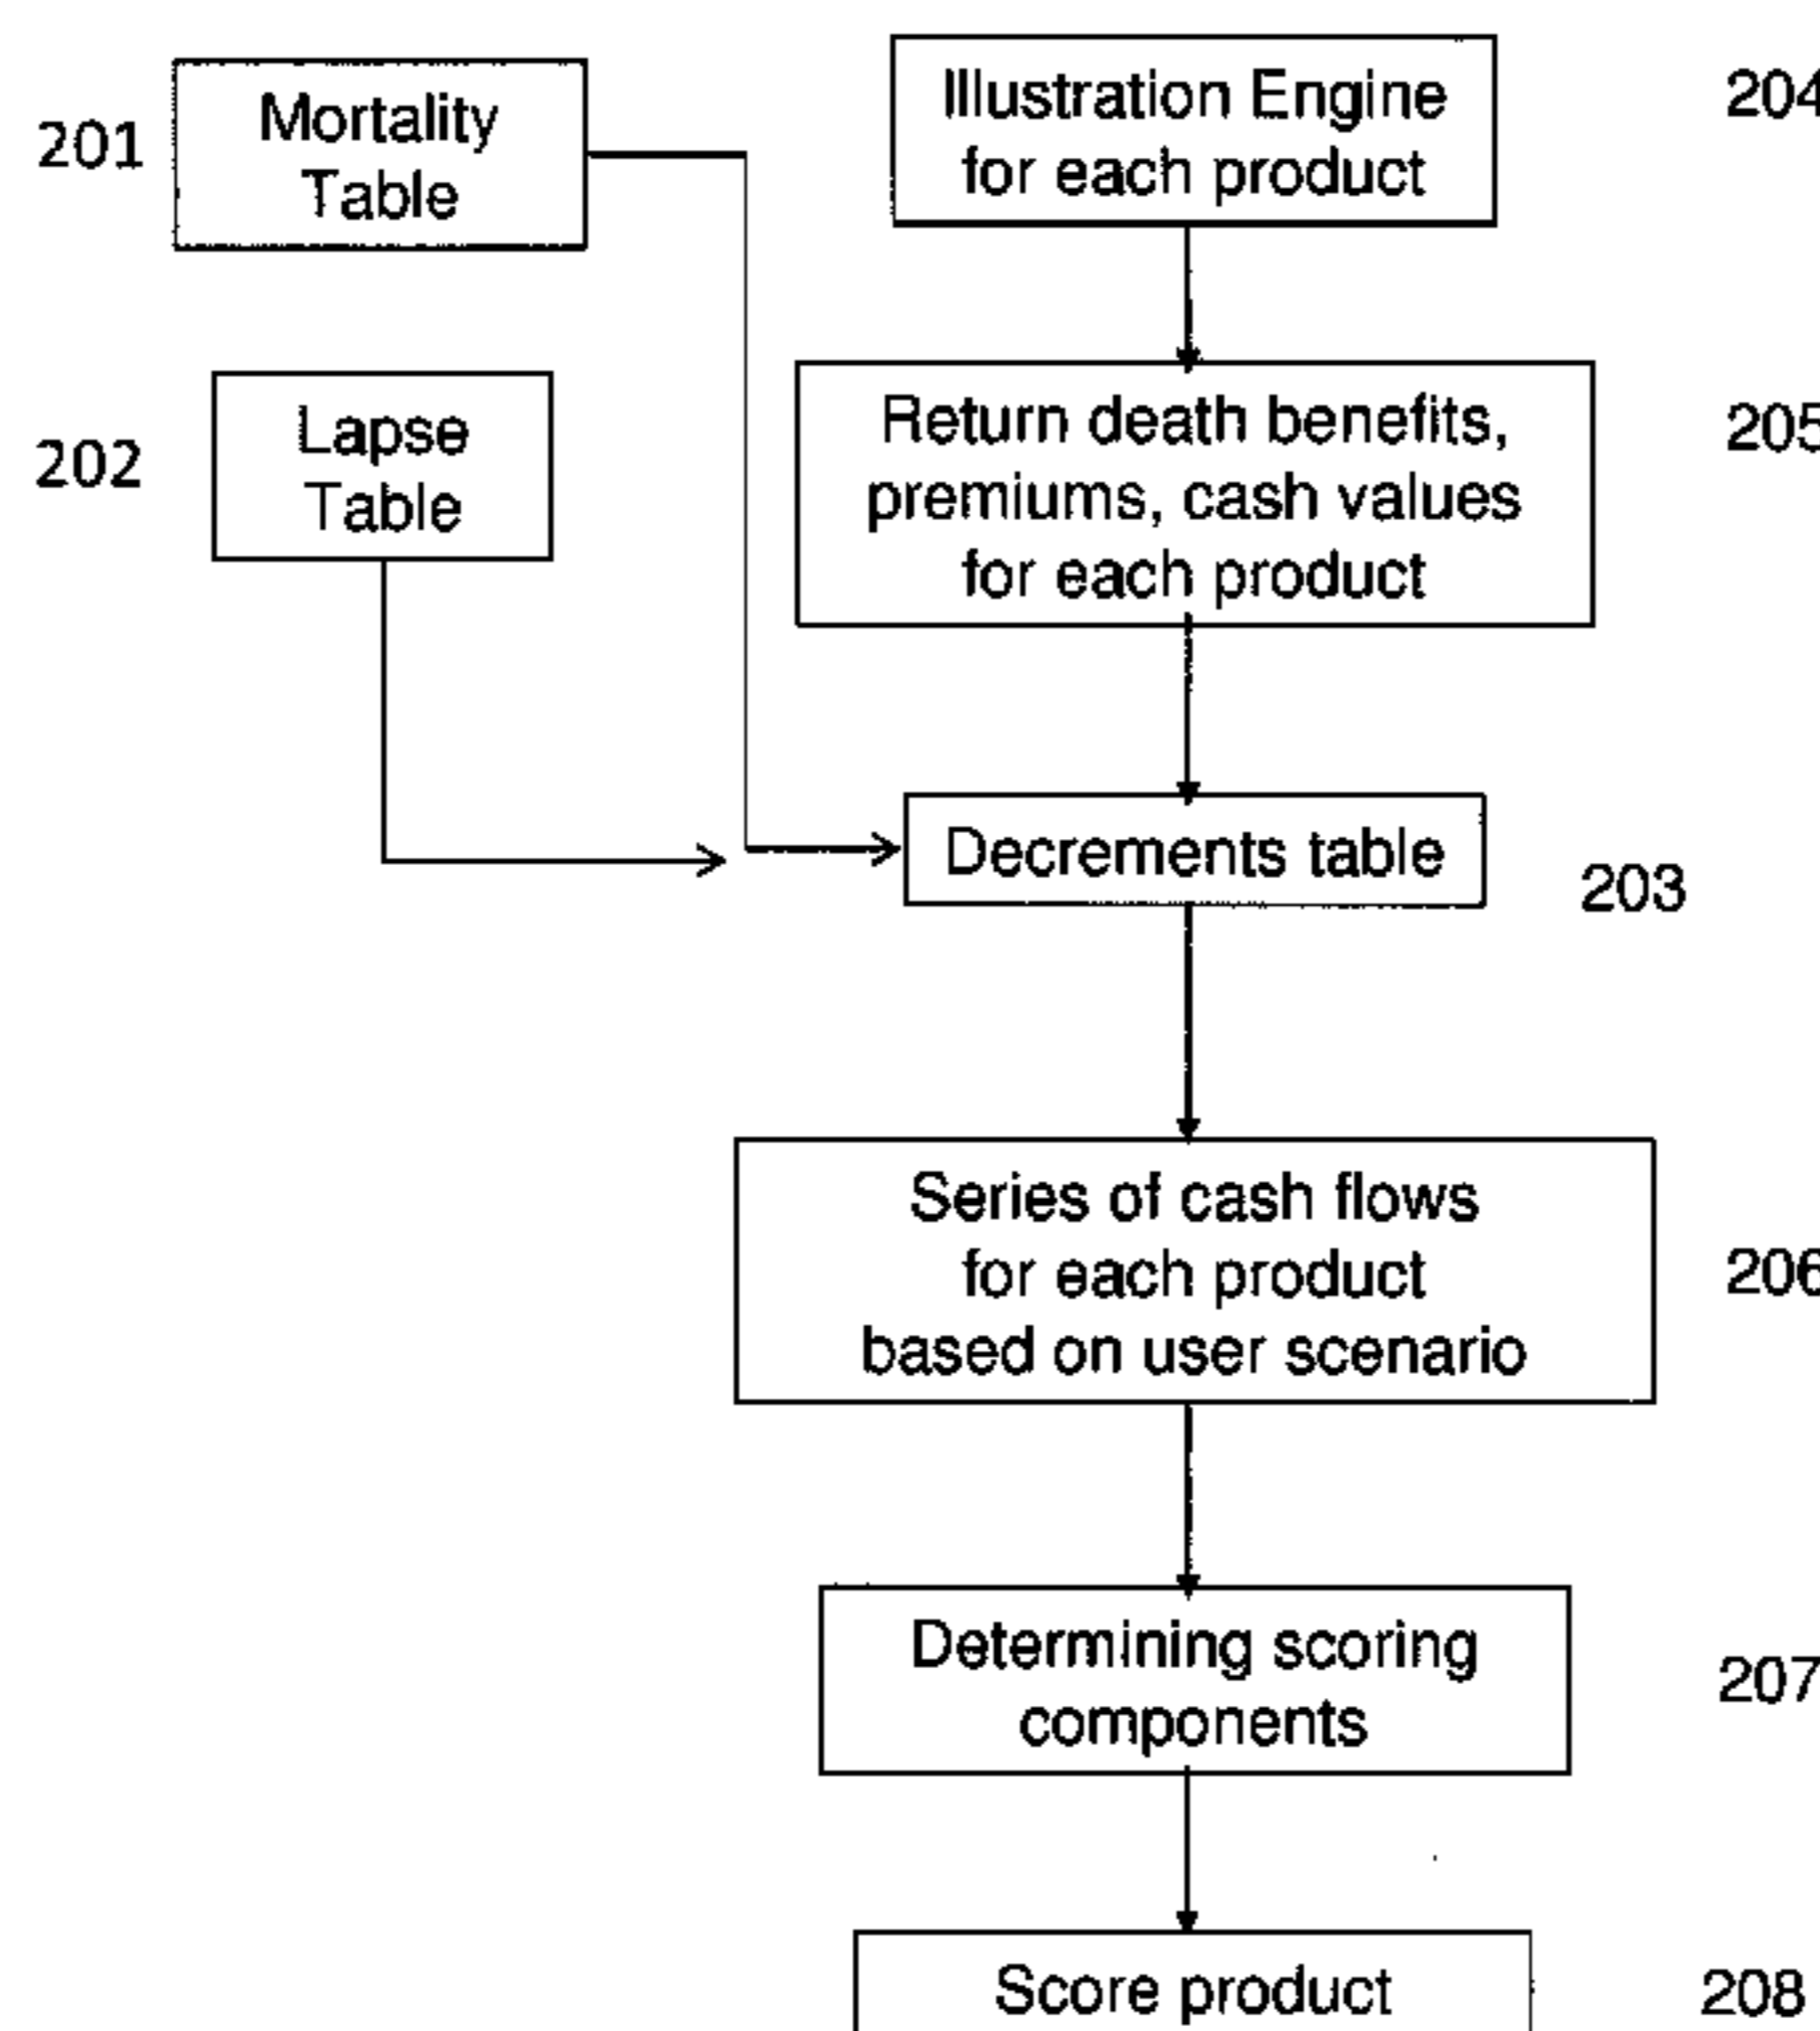 201
Mortality
Table
Illustration Engine
for each product
204
202
Lapse
Table
Return death benefits,
premiums, cash values
for each product
205
Decrements table
203
Series of cash flows
for each product
based on user scenario
206
Determining scoring
components
207
Score product
208